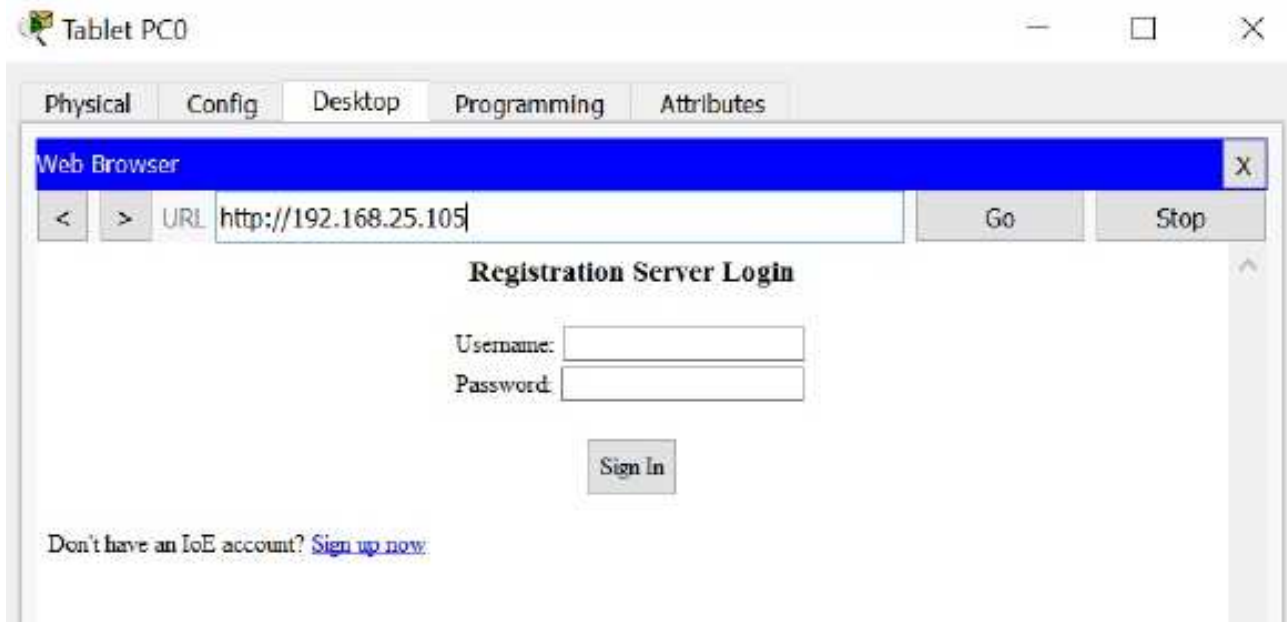 Tablet PC0
Physical Config Desktop Programming Attributes
Web Browser X
< > URL http://192.168.25.105 Go Stop
Registration Server Login
Username:
Password:
Sign In
Don't have an IoE account? Sign up now